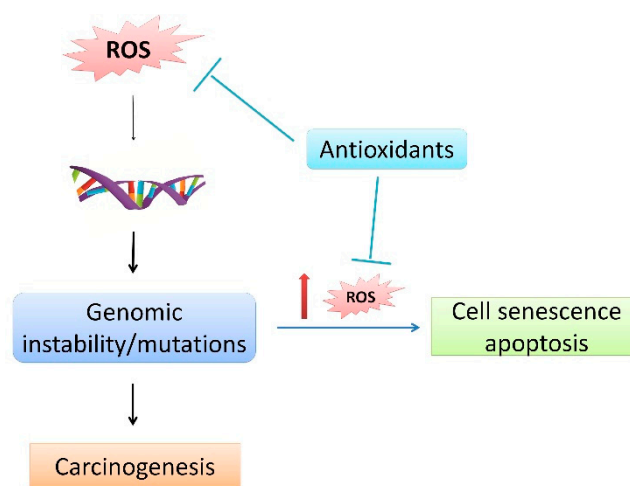 ROS
Antioxidants
ROS
Genomic
instability/mutations
Cell senescence
apoptosis
Carcinogenesis